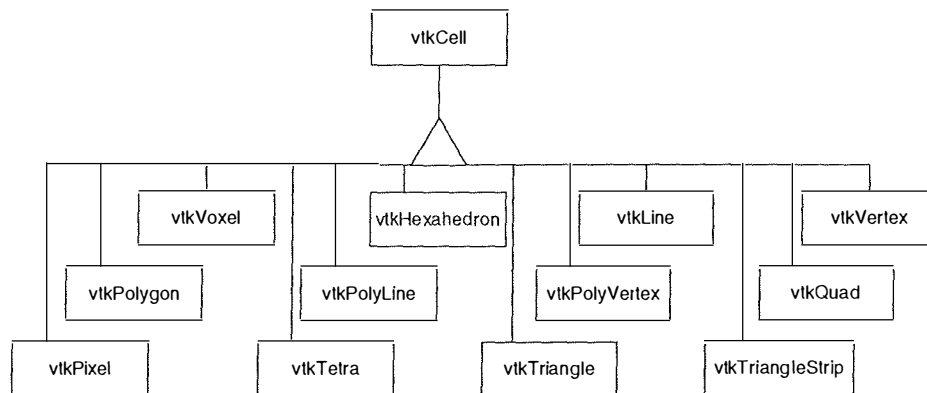 vtkCell
vtkVoxel
vtkHexahedron
vtkLine
vtkVertex
vtkPolygon
vtkPolyLine
vtkPolyVertex
vtkQuad
vtkPixel
vtkTetra
vtkTriangle
vtkTriangleStrip